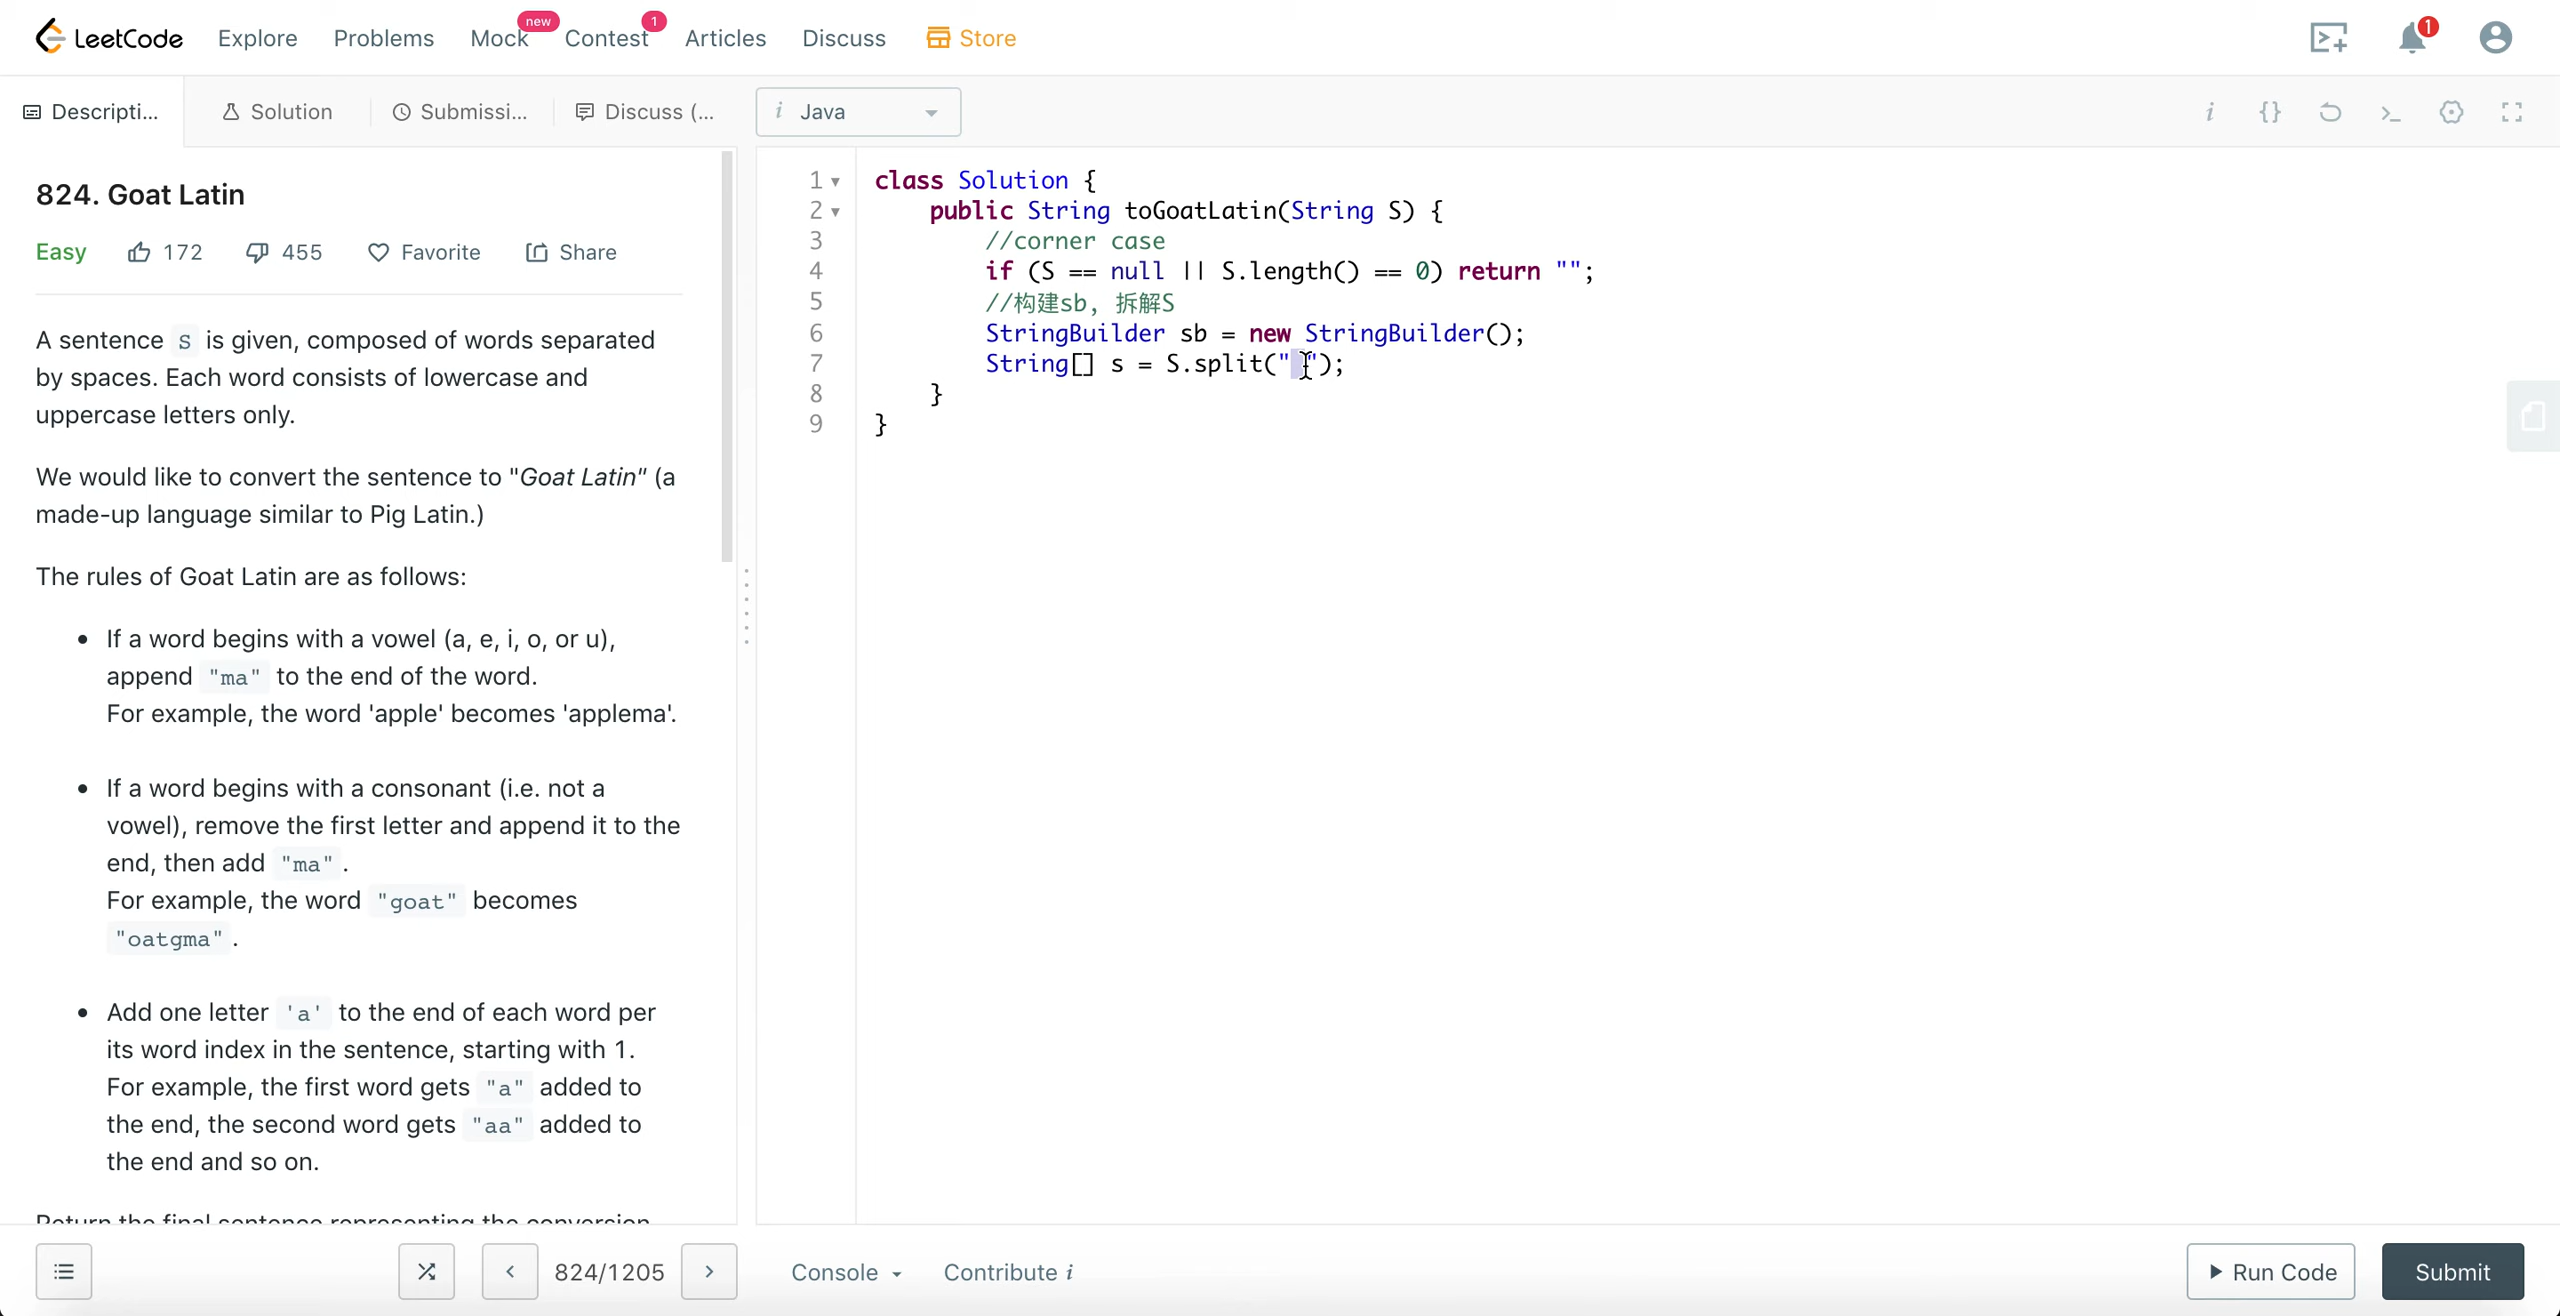 LeetCode Explore Problems Mock new Contest 1 Articles Discuss Store 1
Descripti... Solution Submissi... Discuss (... i Java i {}
824. Goat Latin
Easy 172 455 Favorite Share
A sentence S is given, composed of words separated
by spaces. Each word consists of lowercase and
uppercase letters only.
We would like to convert the sentence to "Goat Latin" (a
made-up language similar to Pig Latin.)
The rules of Goat Latin are as follows:
• If a word begins with a vowel (a, e, i, o, or u),
append "ma" to the end of the word.
For example, the word 'apple' becomes 'applema'.
• If a word begins with a consonant (i.e. not a
vowel), remove the first letter and append it to the
end, then add "ma".
For example, the word "goat" becomes
"oatgma".
• Add one letter 'a' to the end of each word per
its word index in the sentence, starting with 1.
For example, the first word gets "a" added to
the end, the second word gets "aa" added to
the end and so on.
Return the final sentence representing the conversion
1 class Solution {
2 public String toGoatLatin(String S) {
3 //corner case
4 if (S == null || S.length() == 0) return "";
5 //构建sb, 拆解S
6 StringBuilder sb = new StringBuilder();
7 String[] s = S.split(" ");
8 }
9 }
824/1205 Console Contribute i Run Code Submit